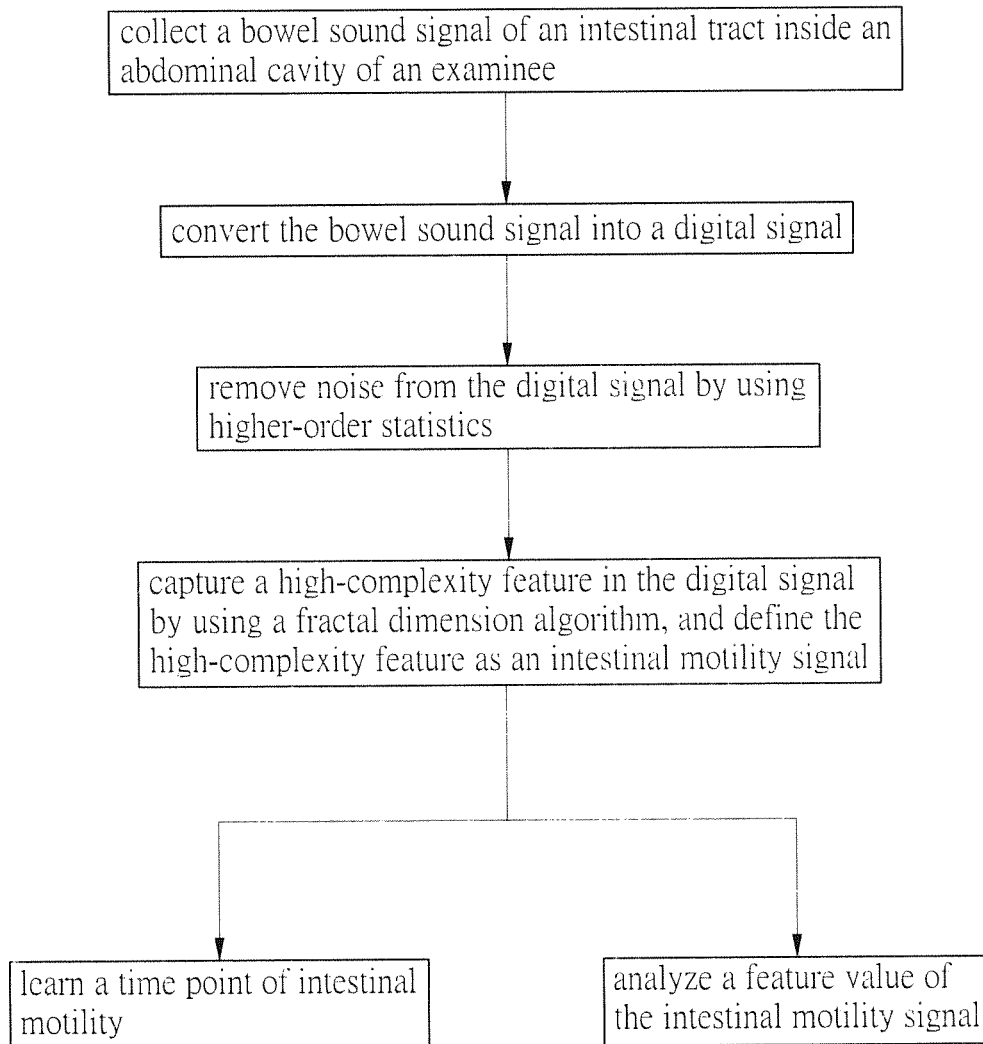 collect a bowel sound signal of an intestinal tract inside an
abdominal cavity of an examinee
convert the bowel sound signal into a digital signal
remove noise from the digital signal by using
higher-order statistics
capture a high-complexity feature in the digital signal
by using a fractal dimension algorithm, and define the
high-complexity feature as an intestinal motility signal
learn a time point of intestinal
motility
analyze a feature value of
the intestinal motility signal